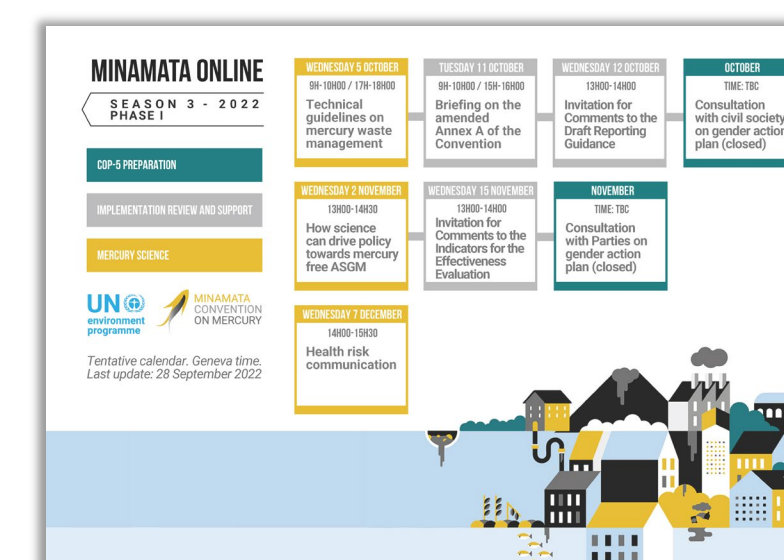 MINAMATA ONLINE
SEASON 3 - 2022
PHASE I
COP-5 PREPARATION
IMPLEMENTATION REVIEW AND SUPPORT
MERCURY SCIENCE
UN
environment
programme
MINAMATA
CONVENTION
ON MERCURY
Tentative calendar. Geneva time.
Last update: 28 September 2022
WEDNESDAY 5 OCTOBER
9H-10H00 / 17H-18H00
Technical
guidelines on
mercury waste
management
TUESDAY 11 OCTOBER
9H-10H00 / 15H-16H00
Briefing on the
amended
Annex A of the
Convention
WEDNESDAY 12 OCTOBER
13H00-14H00
Invitation for
Comments to the
Draft Reporting
Guidance
OCTOBER
TIME: TBC
Consultation
with civil society
on gender action
plan (closed)
WEDNESDAY 2 NOVEMBER
13H00-14H30
How science
can drive policy
towards mercury
free ASGM
WEDNESDAY 15 NOVEMBER
13H00-14H00
Invitation for
Comments to the
Indicators for the
Effectiveness
Evaluation
NOVEMBER
TIME: TBC
Consultation
with Parties on
gender action
plan (closed)
WEDNESDAY 7 DECEMBER
14H00-15H30
Health risk
communication